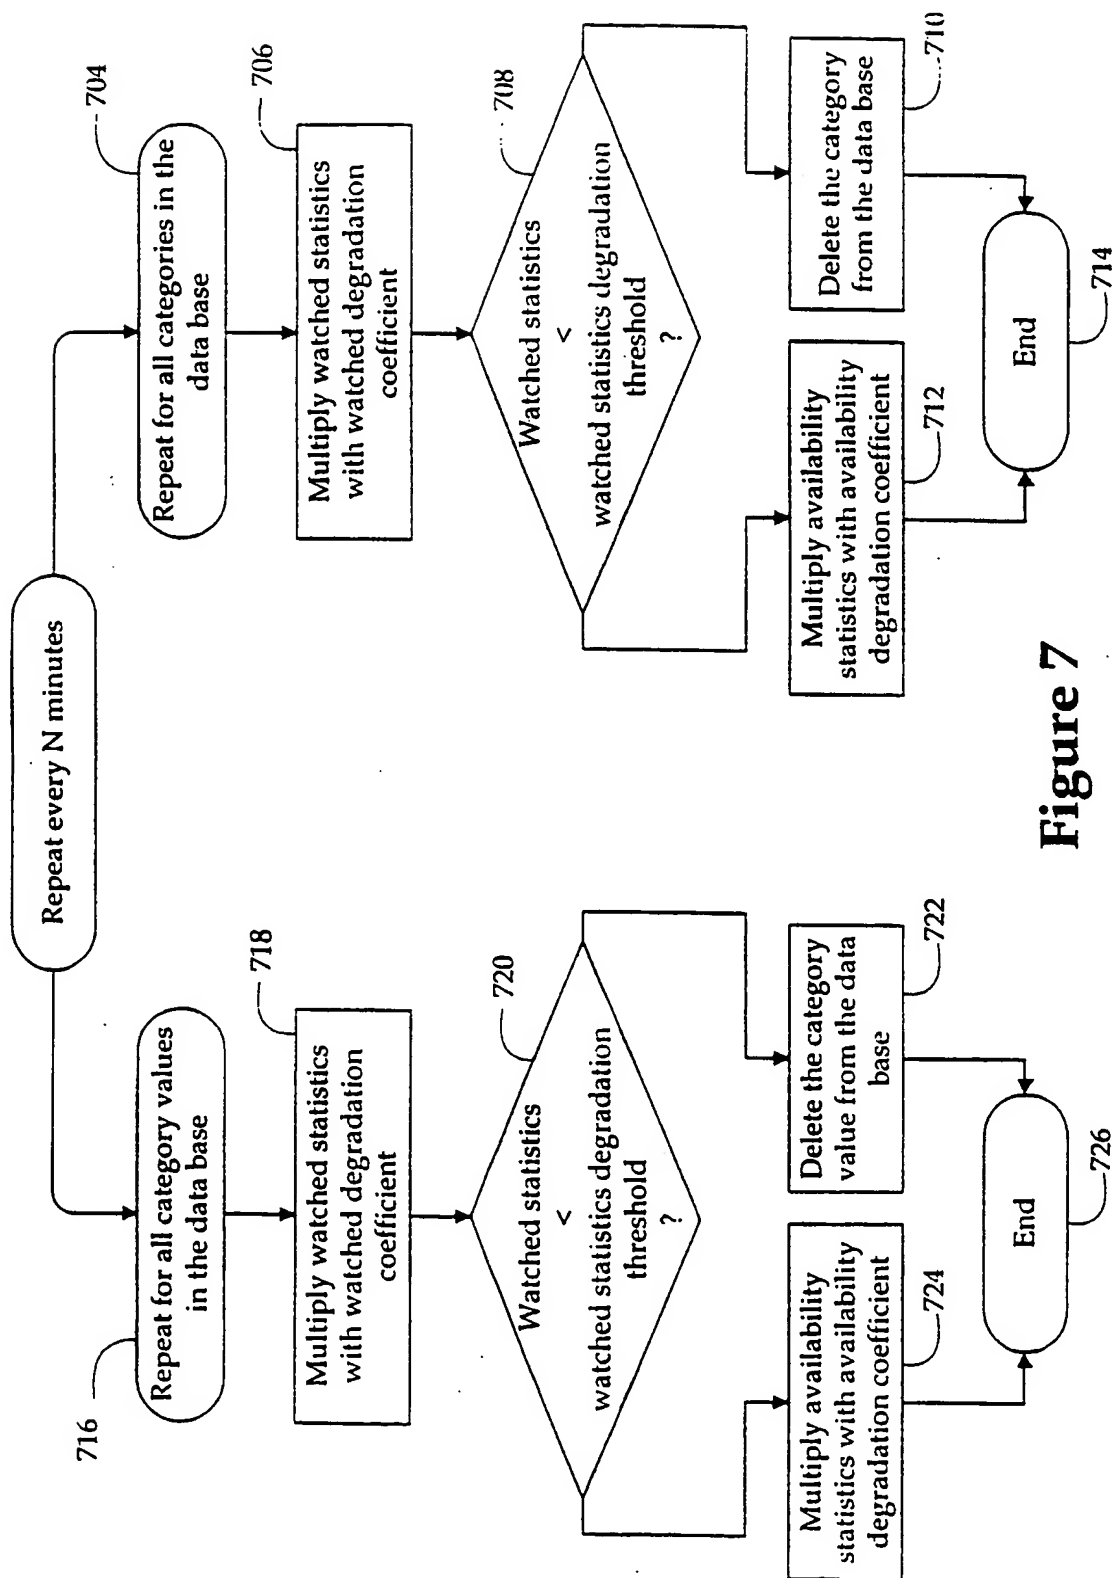 Repeat every N minutes
716
Repeat for all category values
in the data base
718
Multiply watched statistics
with watched degradation
coefficient
720
Watched statistics
<
watched statistics degradation
threshold
?
Multiply availability
statistics with availability
degradation coefficient
724
Delete the category
value from the data
base
722
End
726
704
Repeat for all categories in the
data base
706
Multiply watched statistics
with watched degradation
coefficient
708
Watched statistics
<
watched statistics degradation
threshold
?
Multiply availability
statistics with availability
degradation coefficient
712
Delete the category
from the data base
710
End
714
Figure 7